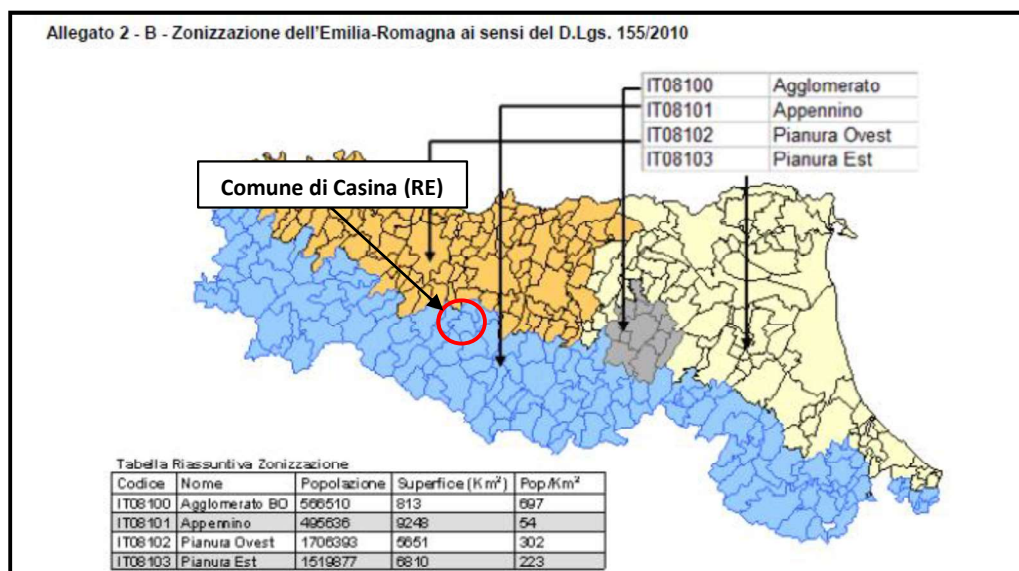 Allegato 2 - B - Zonizzazione dell'Emilia-Romagna ai sensi del D.Lgs. 155/2010
IT08100 Agglomerato
IT08101 Appennino
IT08102 Pianura Ovest
IT08103 Pianura Est
Comune di Casina (RE)
Tabella Riassuntiva Zonizzazione
Codice Nome Popolazione Superfice (Km²) Pop/Km²
IT08100 Agglomerato BO 566510 813 697
IT08101 Appennino 495636 9248 54
IT08102 Pianura Ovest 1706393 5651 302
IT08103 Pianura Est 1519877 6810 223